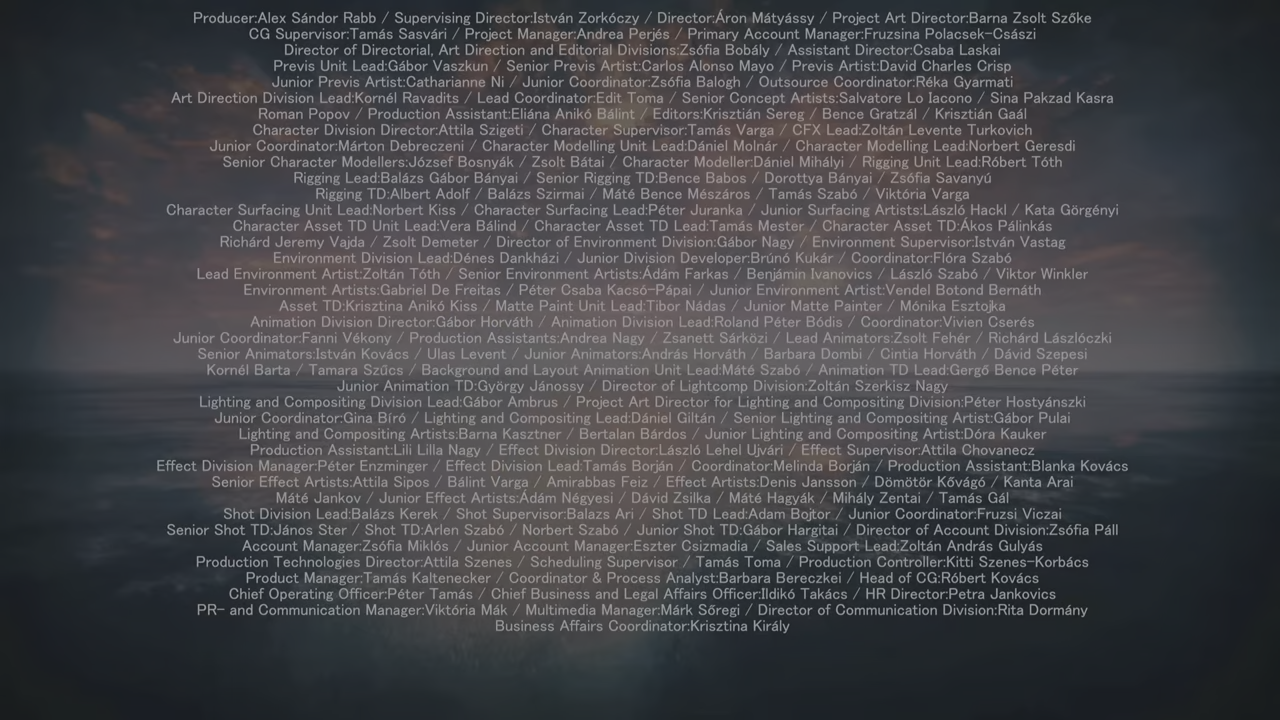 Producer:Alex Sándor Rabb / Supervising Director:István Zorkóczy / Director:Áron Mátyássy / Project Art Director:Barna Zsolt Szőke
CG Supervisor:Tamás Sasvári / Project Manager:Andrea Perjés / Primary Account Manager:Fruzsina Polacsek-Császi
Director of Directorial, Art Direction and Editorial Divisions:Zsófia Bobály / Assistant Director:Csaba Laskai
Previs Unit Lead:Gábor Vaszkun / Senior Previs Artist:Carlos Alonso Mayo / Previs Artist:David Charles Crisp
Junior Previs Artist:Catharianne Ni / Junior Coordinator:Zsófia Balogh / Outsource Coordinator:Réka Gyarmati
Art Direction Division Lead:Kornél Ravadits / Lead Coordinator:Edit Toma / Senior Concept Artists:Salvatore Lo Iacono / Sina Pakzad Kasra
Roman Popov / Production Assistant:Eliána Anikó Bálint / Editors:Krisztián Sereg / Bence Gratzál / Krisztián Gaál
Character Division Director:Attila Szigeti / Character Supervisor:Tamás Varga / CFX Lead:Zoltán Levente Turkovich
Junior Coordinator:Márton Debreczeni / Character Modelling Unit Lead:Dániel Molnár / Character Modelling Lead:Norbert Geresdi
Senior Character Modellers:József Bosnyák / Zsolt Bátai / Character Modeller:Dániel Mihályi / Rigging Unit Lead:Róbert Tóth
Rigging Lead:Balázs Gábor Bányai / Senior Rigging TD:Bence Babos / Dorottya Bányai / Zsófia Savanyú
Rigging TD:Albert Adolf / Balázs Szirmai / Máté Bence Mészáros / Tamás Szabó / Viktória Varga
Character Surfacing Unit Lead:Norbert Kiss / Character Surfacing Lead:Péter Juranka / Junior Surfacing Artists:László Hackl / Kata Görgényi
Character Asset TD Unit Lead:Vera Bálind / Character Asset TD Lead:Tamás Mester / Character Asset TD:Ákos Pálinkás
Richárd Jeremy Vajda / Zsolt Demeter / Director of Environment Division:Gábor Nagy / Environment Supervisor:István Vastag
Environment Division Lead:Dénes Dankházi / Junior Division Developer:Brúnó Kukár / Coordinator:Flóra Szabó
Lead Environment Artist:Zoltán Tóth / Senior Environment Artists:Ádám Farkas / Benjámin Ivanovics / László Szabó / Viktor Winkler
Environment Artists:Gabriel De Freitas / Péter Csaba Kacsó-Pápai / Junior Environment Artist:Vendel Botond Bernáth
Asset TD:Krisztina Anikó Kiss / Matte Paint Unit Lead:Tibor Nádas / Junior Matte Painter / Mónika Esztojka
Animation Division Director:Gábor Horváth / Animation Division Lead:Roland Péter Bódis / Coordinator:Vivien Cserés
Junior Coordinator:Fanni Vékony / Production Assistants:Andrea Nagy / Zsanett Sárközi / Lead Animators:Zsolt Fehér / Richárd Lászlóczki
Senior Animators:István Kovács / Ulas Levent / Junior Animators:András Horváth / Barbara Dombi / Cintia Horváth / Dávid Szepesi
Kornél Barta / Tamara Szűcs / Background and Layout Animation Unit Lead:Máté Szabó / Animation TD Lead:Gergő Bence Péter
Junior Animation TD:György Jánossy / Director of Lightcomp Division:Zoltán Szerkisz Nagy
Lighting and Compositing Division Lead:Gábor Ambrus / Project Art Director for Lighting and Compositing Division:Péter Hostyánszki
Junior Coordinator:Gina Bíró / Lighting and Compositing Lead:Dániel Giltán / Senior Lighting and Compositing Artist:Gábor Pulai
Lighting and Compositing Artists:Barna Kasztner / Bertalan Bárdos / Junior Lighting and Compositing Artist:Dóra Kauker
Production Assistant:Lili Lilla Nagy / Effect Division Director:László Lehel Ujvári / Effect Supervisor:Attila Chovanecz
Effect Division Manager:Péter Enzminger / Effect Division Lead:Tamás Borján / Coordinator:Melinda Borján / Production Assistant:Blanka Kovács
Senior Effect Artists:Attila Sipos / Bálint Varga / Amirabbas Feiz / Effect Artists:Denis Jansson / Dömötör Kővágó / Kanta Arai
Máté Jankov / Junior Effect Artists:Ádám Négyesi / Dávid Zsilka / Máté Hagyák / Mihály Zentai / Tamás Gál
Shot Division Lead:Balázs Kerek / Shot Supervisor:Balazs Ari / Shot TD Lead:Adam Bojtor / Junior Coordinator:Fruzsi Viczai
Senior Shot TD:János Ster / Shot TD:Arlen Szabó / Norbert Szabó / Junior Shot TD:Gábor Hargitai / Director of Account Division:Zsófia Páll
Account Manager:Zsófia Miklós / Junior Account Manager:Eszter Csizmadia / Sales Support Lead:Zoltán András Gulyás
Production Technologies Director:Attila Szenes / Scheduling Supervisor / Tamás Toma / Production Controller:Kitti Szenes-Korbács
Product Manager:Tamás Kaltenecker / Coordinator & Process Analyst:Barbara Bereczkei / Head of CG:Róbert Kovács
Chief Operating Officer:Péter Tamás / Chief Business and Legal Affairs Officer:Ildikó Takács / HR Director:Petra Jankovics
PR- and Communication Manager:Viktória Mák / Multimedia Manager:Márk Sőregi / Director of Communication Division:Rita Dormány
Business Affairs Coordinator:Krisztina Király